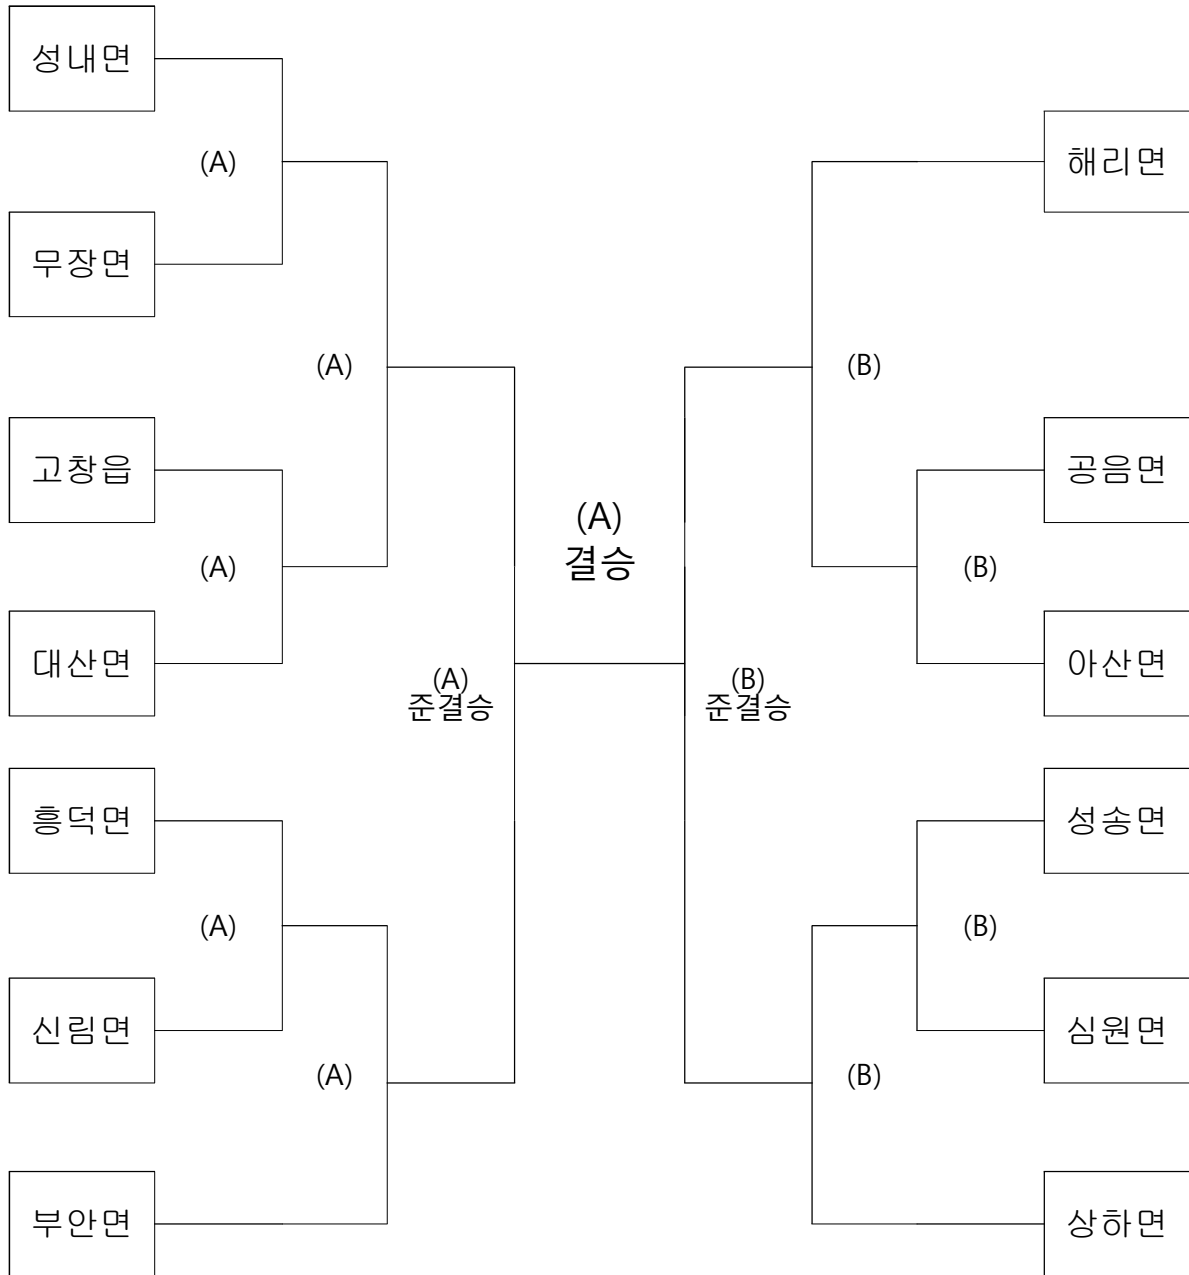 성내면
해리면
(A)
무장면
(A)
(B)
고창읍
공음면
(A)
결승
(A)
(B)
대산면
아산면
(A)
준결승
(B)
준결승
흥덕면
성송면
(A)
(B)
신림면
심원면
(A)
(B)
부안면
상하면